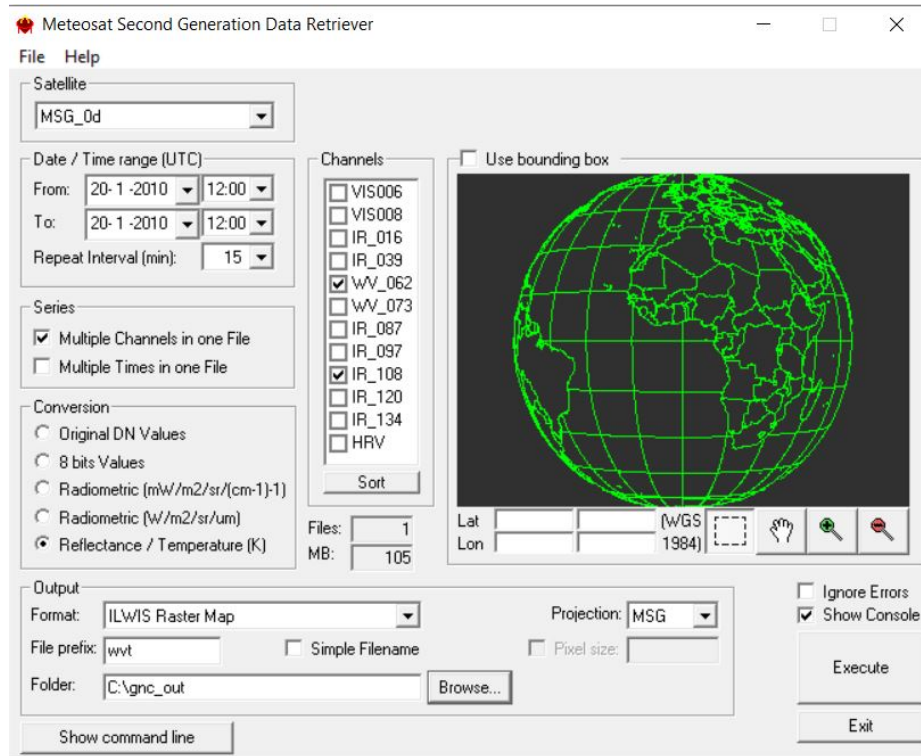 Meteosat Second Generation Data Retriever
File Help
Satellite
MSG_0d
Date / Time range (UTC)
From: 20- 1 -2010 12:00
To: 20- 1 -2010 12:00
Repeat Interval (min): 15
Series
Multiple Channels in one File
Multiple Times in one File
Conversion
Original DN Values
8 bits Values
Radiometric (mW/m2/sr/(cm-1)-1)
Radiometric (W/m2/sr/um)
Reflectance / Temperature (K)
Channels
VIS006
VIS008
IR_016
IR_039
WV_062
WV_073
IR_087
IR_097
IR_108
IR_120
IR_134
HRV
Sort
Files: 1
MB: 105
Use bounding box
Lat (WGS
Lon 1984)
Output
Format: ILWIS Raster Map Projection: MSG
File prefix: wvt Simple Filename Pixel size:
Folder: C:\gnc_out Browse...
Ignore Errors
Show Console
Execute
Exit
Show command line